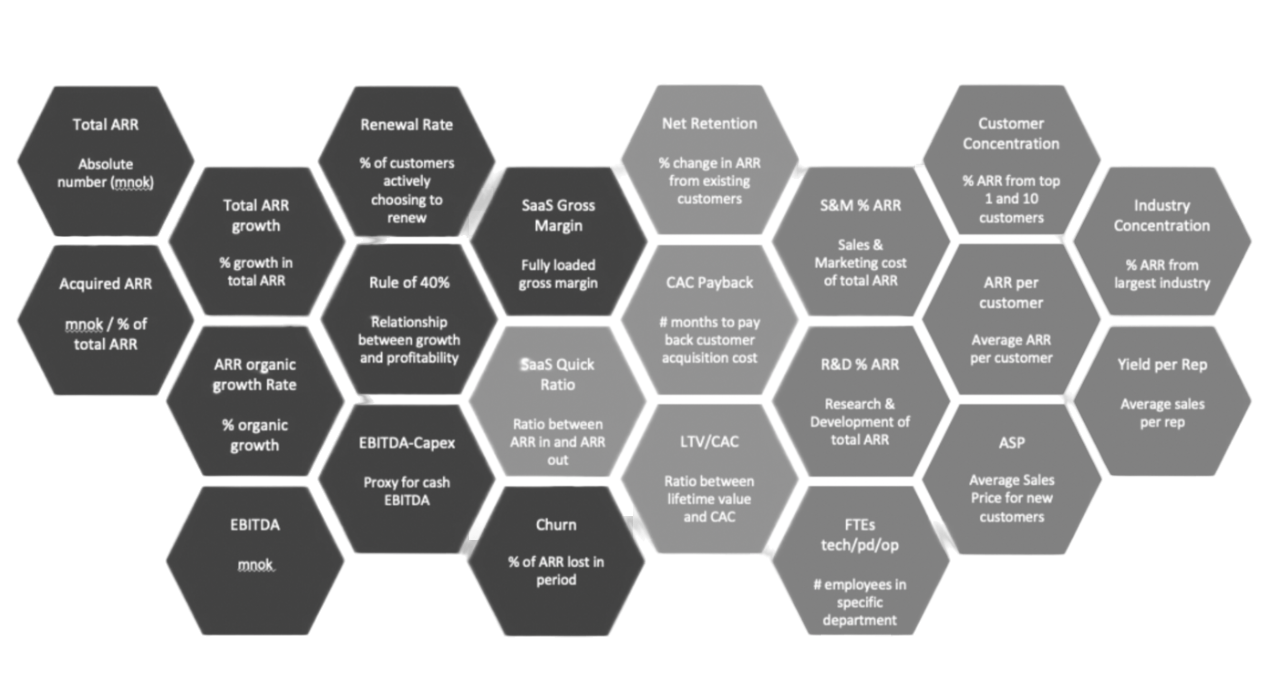 Total ARR
Absolute
number (mnok)
Acquired ARR
mnok / % of
total ARR
Total ARR
growth
% growth in
total ARR
ARR organic
growth Rate
% organic
growth
EBITDA
mnok
Renewal Rate
% of customers
actively
choosing to
renew
Rule of 40%
Relationship
between growth
and profitability
EBITDA-Capex
Proxy for cash
EBITDA
SaaS Gross
Margin
Fully loaded
gross margin
SaaS Quick
Ratio
Ratio between
ARR in and ARR
out
Churn
% of ARR lost in
period
Net Retention
% change in ARR
from existing
customers
CAC Payback
# months to pay
back customer
acquisition cost
LTV/CAC
Ratio between
lifetime value
and CAC
S&M % ARR
Sales &
Marketing cost
of total ARR
R&D % ARR
Research &
Development of
total ARR
FTEs
tech/pd/op
# employees in
specific
department
Customer
Concentration
% ARR from top
1 and 10
customers
ARR per
customer
Average ARR
per customer
ASP
Average Sales
Price for new
customers
Industry
Concentration
% ARR from
largest industry
Yield per Rep
Average sales
per rep